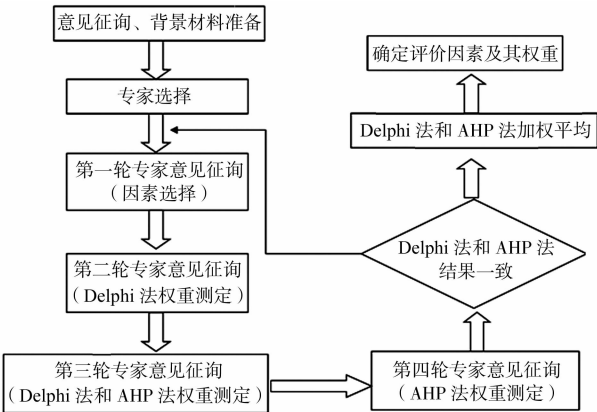 意见征询、背景材料准备
专家选择
第一轮专家意见征询
（因素选择）
第二轮专家意见征询
（Delphi 法权重测定）
第三轮专家意见征询
（Delphi 法和 AHP 法权重测定）
第四轮专家意见征询
（AHP 法权重测定）
Delphi 法和 AHP 法
结果一致
Delphi 法和 AHP 法加权平均
确定评价因素及其权重